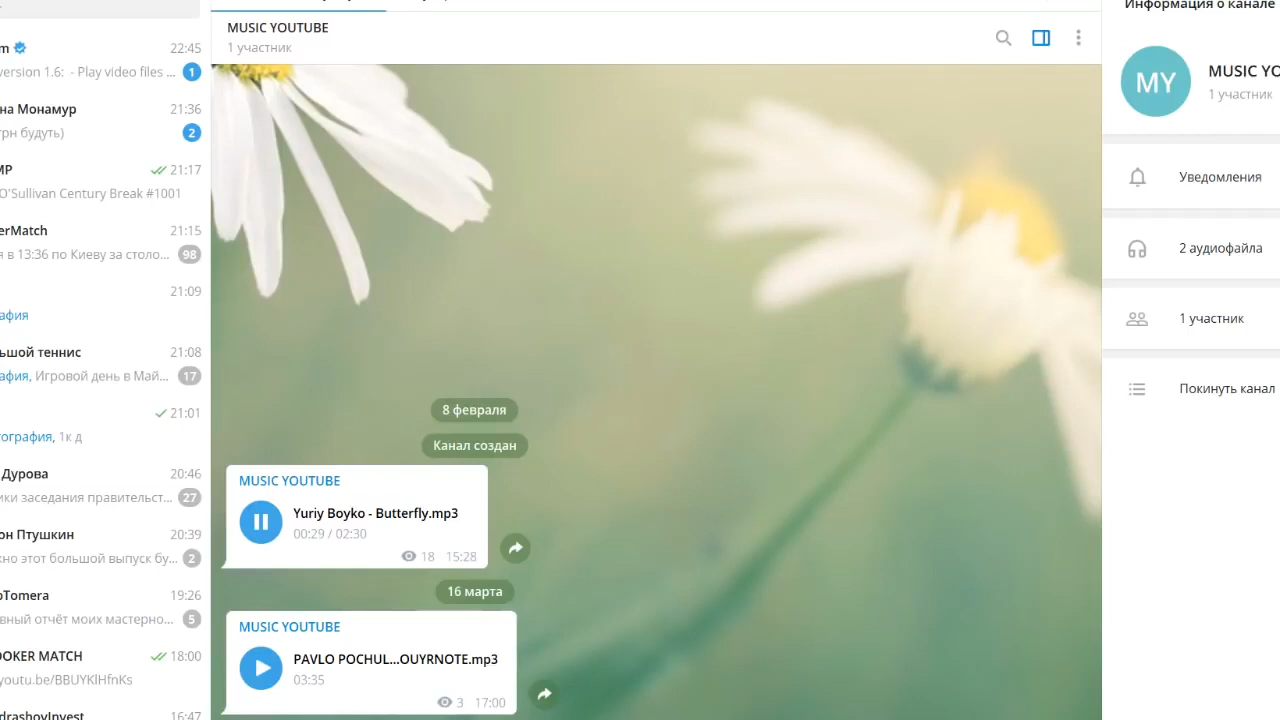 m
22:45
version 1.6: - Play video files ...
1
на Монамур
21:36
грн будуть)
2
MP
21:17
O'Sullivan Century Break #1001
erMatch
21:15
я в 13:36 по Киеву за столо...
98
21:09
афия
ьшой теннис
21:08
афия, Игровой день в Май...
17
21:01
ография, 1к д
Дурова
20:46
ики заседания правительст...
27
он Птушкин
20:39
жно этот большой выпуск бу...
2
oTomera
19:26
вный отчёт моих мастерно...
5
OOKER MATCH
18:00
youtu.be/BBUYKlHfnKs
drashovInvest
16:47
MUSIC YOUTUBE
1 участник
8 февраля
Канал создан
MUSIC YOUTUBE
Yuriy Boyko - Butterfly.mp3
00:29 / 02:30
18 15:28
16 марта
MUSIC YOUTUBE
PAVLO POCHUL...OUYRNOTE.mp3
03:35
3 17:00
Информация о канале
MY
MUSIC YO
1 участник
Уведомления
2 аудиофайла
1 участник
Покинуть канал